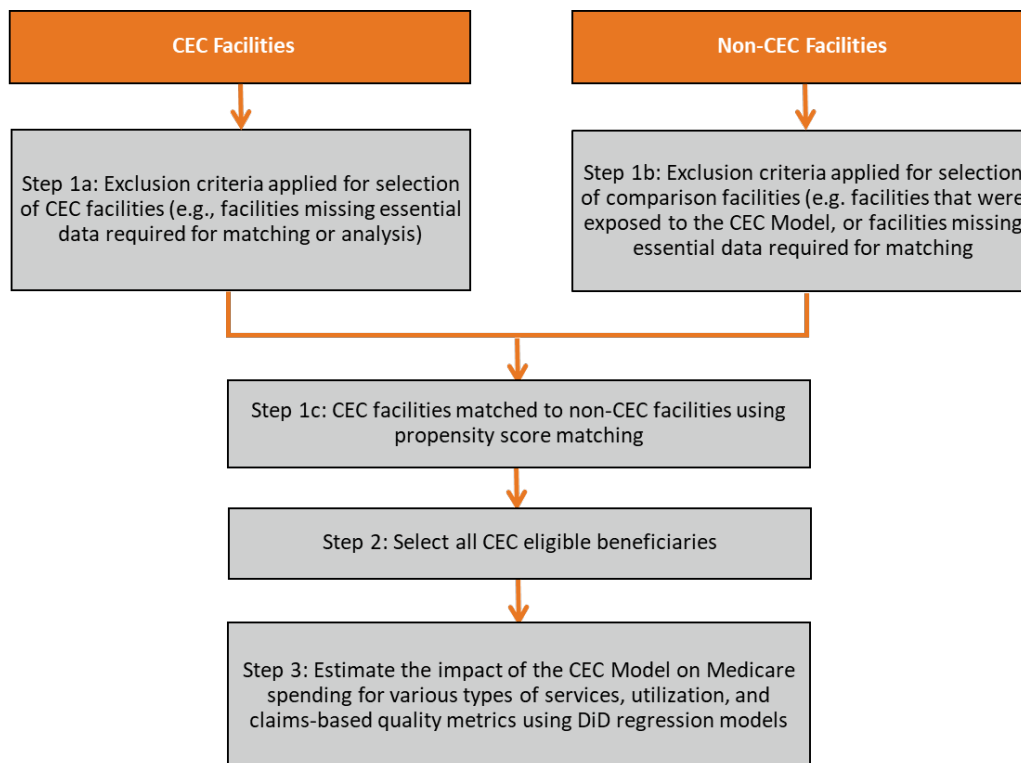 CEC Facilities
Non-CEC Facilities
Step 1a: Exclusion criteria applied for selection
of CEC facilities (e.g., facilities missing essential
data required for matching or analysis)
Step 1b: Exclusion criteria applied for selection
of comparison facilities (e.g. facilities that were
exposed to the CEC Model, or facilities missing
essential data required for matching
Step 1c: CEC facilities matched to non-CEC facilities using
propensity score matching
Step 2: Select all CEC eligible beneficiaries
Step 3: Estimate the impact of the CEC Model on Medicare
spending for various types of services, utilization, and
claims-based quality metrics using DiD regression models